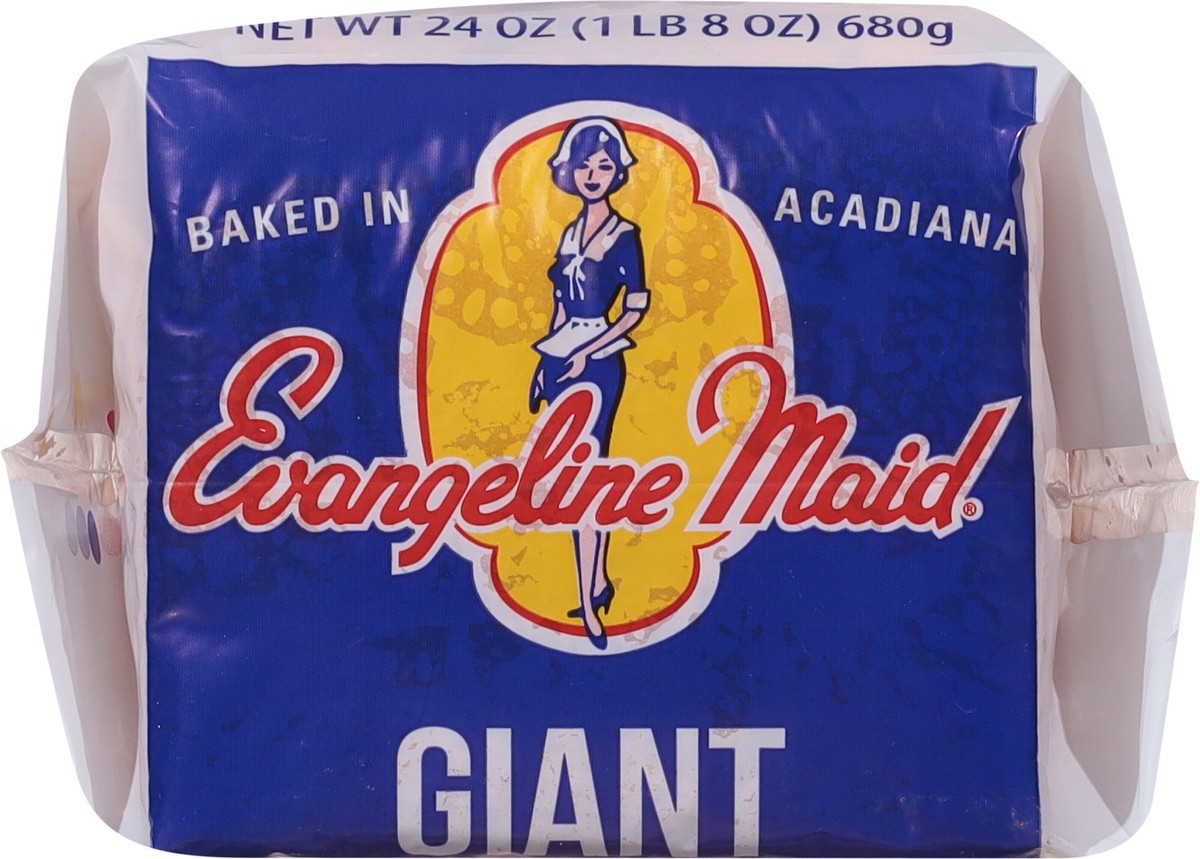 NET WT 24 OZ (1 LB 8 OZ) 680g
BAKED IN ACADIANA
Evangeline Maid®
GIANT